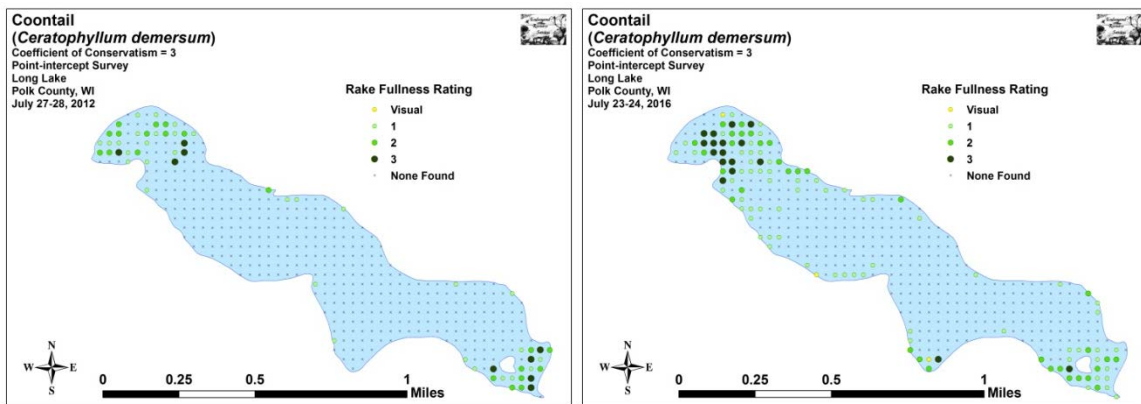 Coontail
(Ceratophyllum demersum)
Coefficient of Conservatism = 3
Point-intercept Survey
Long Lake
Polk County, WI
July 27-28, 2012
Rake Fullness Rating
Visual
1
2
3
None Found
N
W E
S
0 0.25 0.5 1
Miles
Coontail
(Ceratophyllum demersum)
Coefficient of Conservatism = 3
Point-intercept Survey
Long Lake
Polk County, WI
July 23-24, 2016
Rake Fullness Rating
Visual
1
2
3
None Found
N
W E
S
0 0.25 0.5 1
Miles